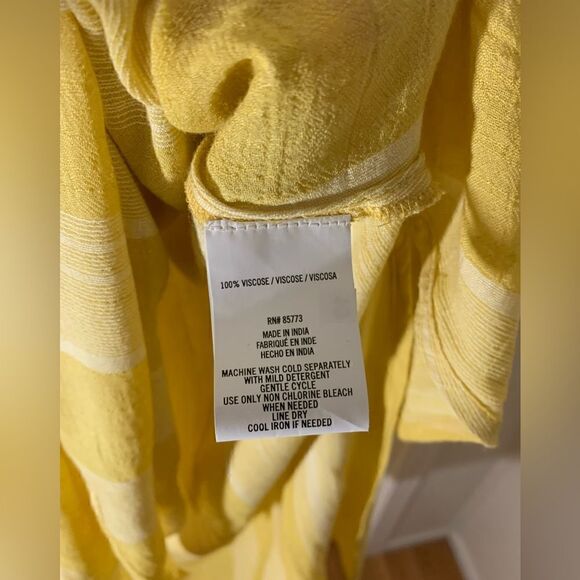 100% VISCOSE / VISCOSE / VISCOSA
RN# 85773
MADE IN INDIA
FABRIQUÉ EN INDE
HECHO EN INDIA
MACHINE WASH COLD SEPARATELY
WITH MILD DETERGENT
GENTLE CYCLE
USE ONLY NON CHLORINE BLEACH
WHEN NEEDED
LINE DRY
COOL IRON IF NEEDED